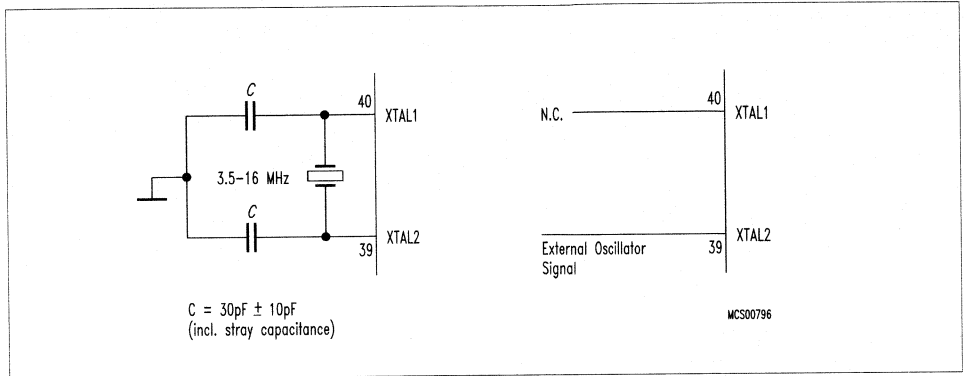 C
40
XTAL1
3.5–16 MHz
C
XTAL2
39
C = 30pF ± 10pF
(incl. stray capacitance)
N.C.
40
XTAL1
External Oscillator
Signal
39
XTAL2
MCS00796